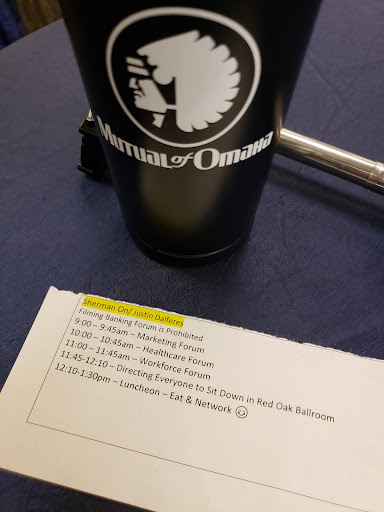 Mutual of Omaha
Sherman On/ Justin Dalferes
Filming Banking Forum is Prohibited
9:00 – 9:45am – Marketing Forum
10:00 – 10:45am – Healthcare Forum
11:00 – 11:45am – Workforce Forum
11:45-12:10 – Directing Everyone to Sit Down in Red Oak Ballroom
12:10-1:30pm – Luncheon – Eat & Network ☺